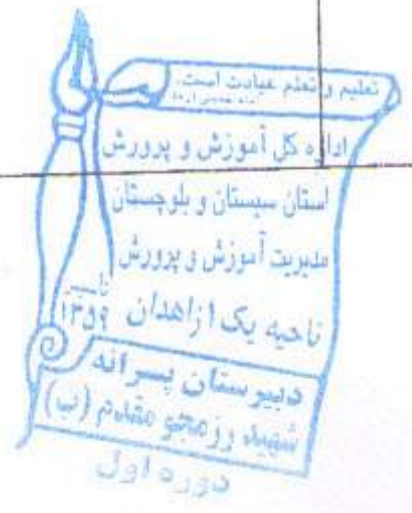 تعلیم و تعلم عبادت است.
اداره کل آموزش و پرورش
استان سیستان و بلوچستان
مدیریت آموزش و پرورش
ناحیه یک زاهدان
تا ۱۳۵۹
دبیرستان پسرانه
شهید رزمجو مقدم (ب)
دوره اول